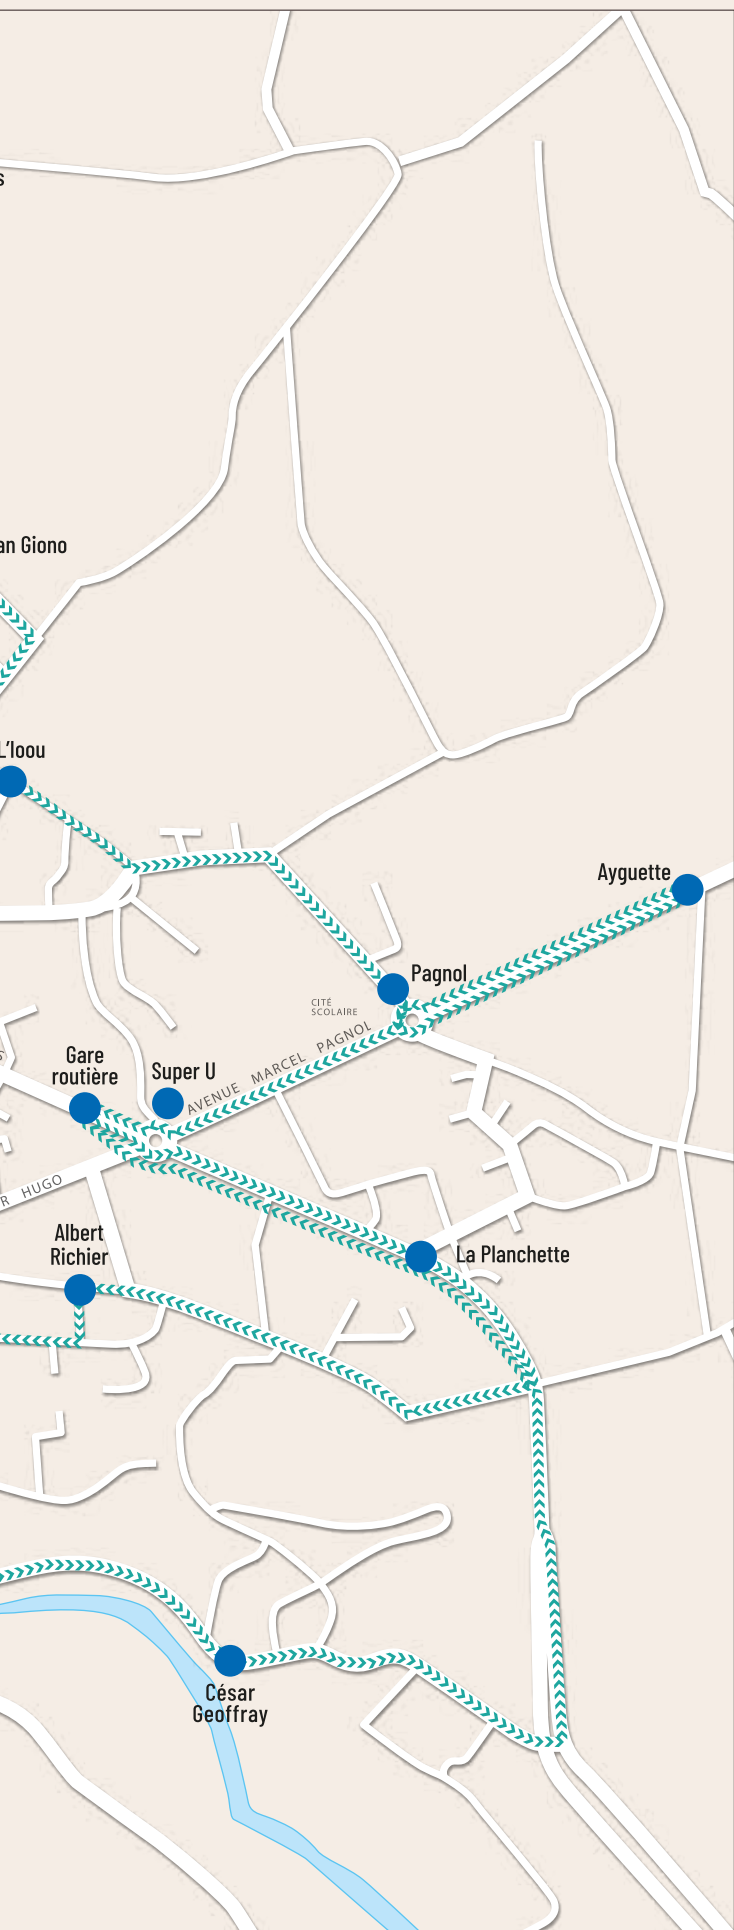 s
an Giono
L'Ioou
Ayguette
Pagnol
CITÉ
SCOLAIRE
AVENUE MARCEL PAGNOL
Gare
routière
Super U
R HUGO
Albert
Richier
La Planchette
César
Geoffray